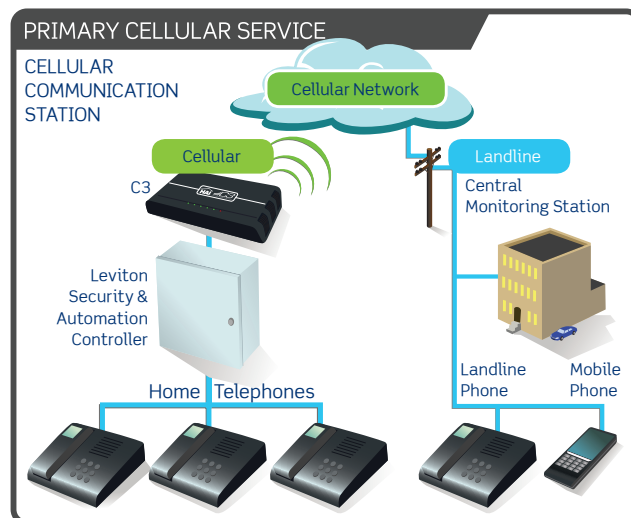 PRIMARY CELLULAR SERVICE
CELLULAR
COMMUNICATION
STATION
Cellular Network
Cellular
Landline
C3
HAI
Central
Monitoring Station
Leviton
Security &
Automation
Controller
Landline
Phone
Mobile
Phone
Home Telephones